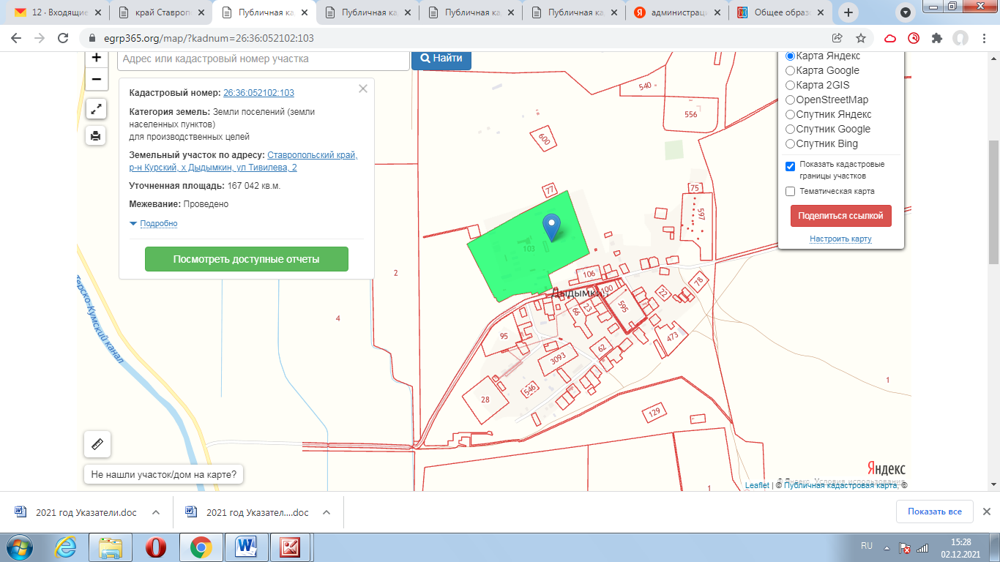 12 · Входящие
край Ставроп
Публичная ка
Публичная ка
Публичная ка
Публичная ка
администрац
Общее образ
egrp365.org/map/?kadnum=26:36:052102:103
+
−
Адрес или кадастровый номер участка
Найти
Кадастровый номер: 26:36:052102:103
Категория земель: Земли поселений (земли
населенных пунктов)
для производственных целей
Земельный участок по адресу: Ставропольский край,
р-н Курский, х Дыдымкин, ул Тивилева, 2
Уточненная площадь: 167 042 кв.м.
Межевание: Проведено
Подробно
Посмотреть доступные отчеты
Карта Яндекс
Карта Google
Карта 2GIS
OpenStreetMap
Спутник Яндекс
Спутник Google
Спутник Bing
Показать кадастровые
границы участков
Тематическая карта
Поделиться ссылкой
Настроить карту
540
556
600
77
75
597
103
2
4
106
100
Дыдымкин
595
23
66
22
78
95
473
62
3093
546
28
129
1
1
Терско-Кумский канал
Не нашли участок/дом на карте?
Яндекс
© Яндекс Условия использования
Leaflet | © Публичная кадастровая карта, ©
2021 год Указатели.doc
2021 год Указател....doc
Показать все
RU
15:28
02.12.2021